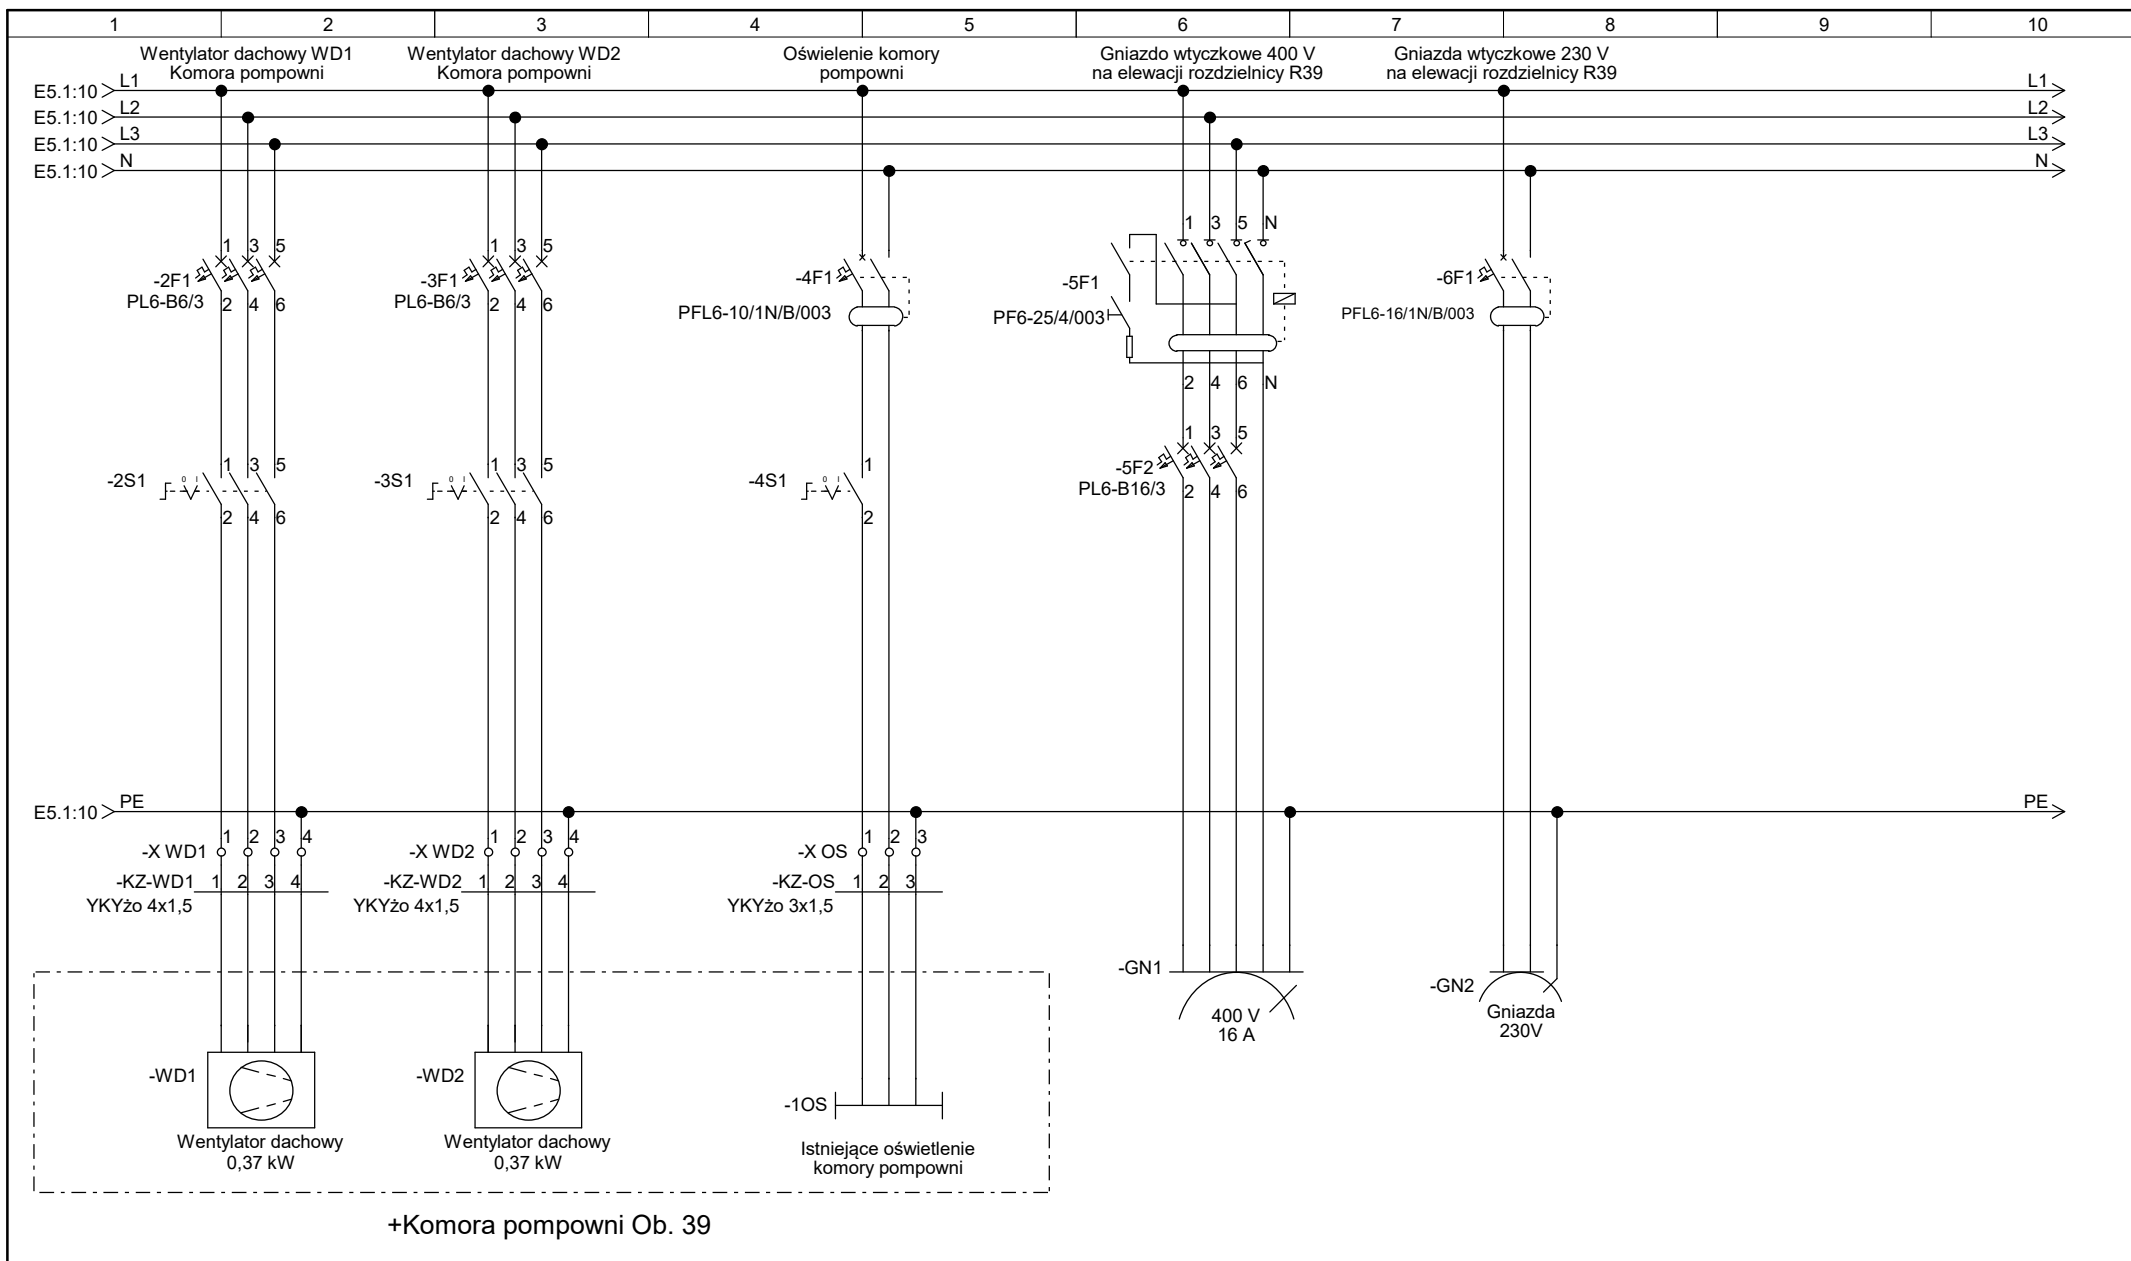 1 2 3 4 5 6 7 8 9 10
Wentylator dachowy WD1
Komora pompowni
Wentylator dachowy WD2
Komora pompowni
Oświelenie komory
pompowni
Gniazdo wtyczkowe 400 V
na elewacji rozdzielnicy R39
Gniazda wtyczkowe 230 V
na elewacji rozdzielnicy R39
E5.1:10 L1 L1
E5.1:10 L2 L2
E5.1:10 L3 L3
E5.1:10 N N
1 3 5 N
1 3 5
-2F1
PL6-B6/3
2 4 6
1 3 5
-3F1
PL6-B6/3
2 4 6
-4F1
PFL6-10/1N/B/003
-5F1
PF6-25/4/003
2 4 6 N
-6F1
PFL6-16/1N/B/003
1 3 5
-5F2
PL6-B16/3
2 4 6
1 3 5
-2S1 0 I
2 4 6
1 3 5
-3S1 0 I
2 4 6
1
-4S1 0 I
2
E5.1:10 PE PE
1 2 3 4
-X WD1
-KZ-WD1 1 2 3 4
YKYżo 4x1,5
1 2 3 4
-X WD2
-KZ-WD2 1 2 3 4
YKYżo 4x1,5
1 2 3
-X OS
-KZ-OS 1 2 3
YKYżo 3x1,5
-GN1
400 V
16 A
-GN2
Gniazda
230V
-WD1
Wentylator dachowy
0,37 kW
-WD2
Wentylator dachowy
0,37 kW
-1OS
Istniejące oświetlenie
komory pompowni
+Komora pompowni Ob. 39